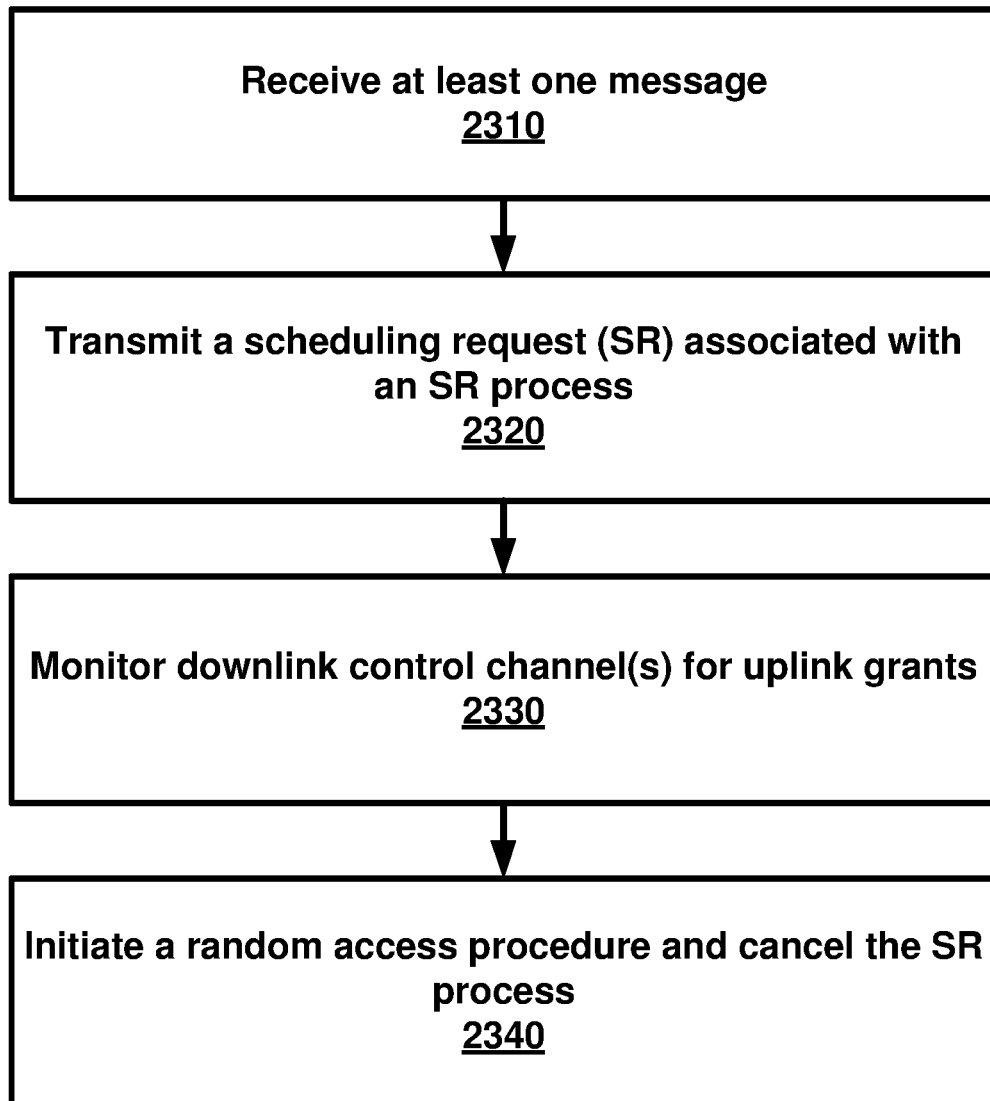 Receive at least one message
2310
Transmit a scheduling request (SR) associated with
an SR process
2320
Monitor downlink control channel(s) for uplink grants
2330
Initiate a random access procedure and cancel the SR
process
2340